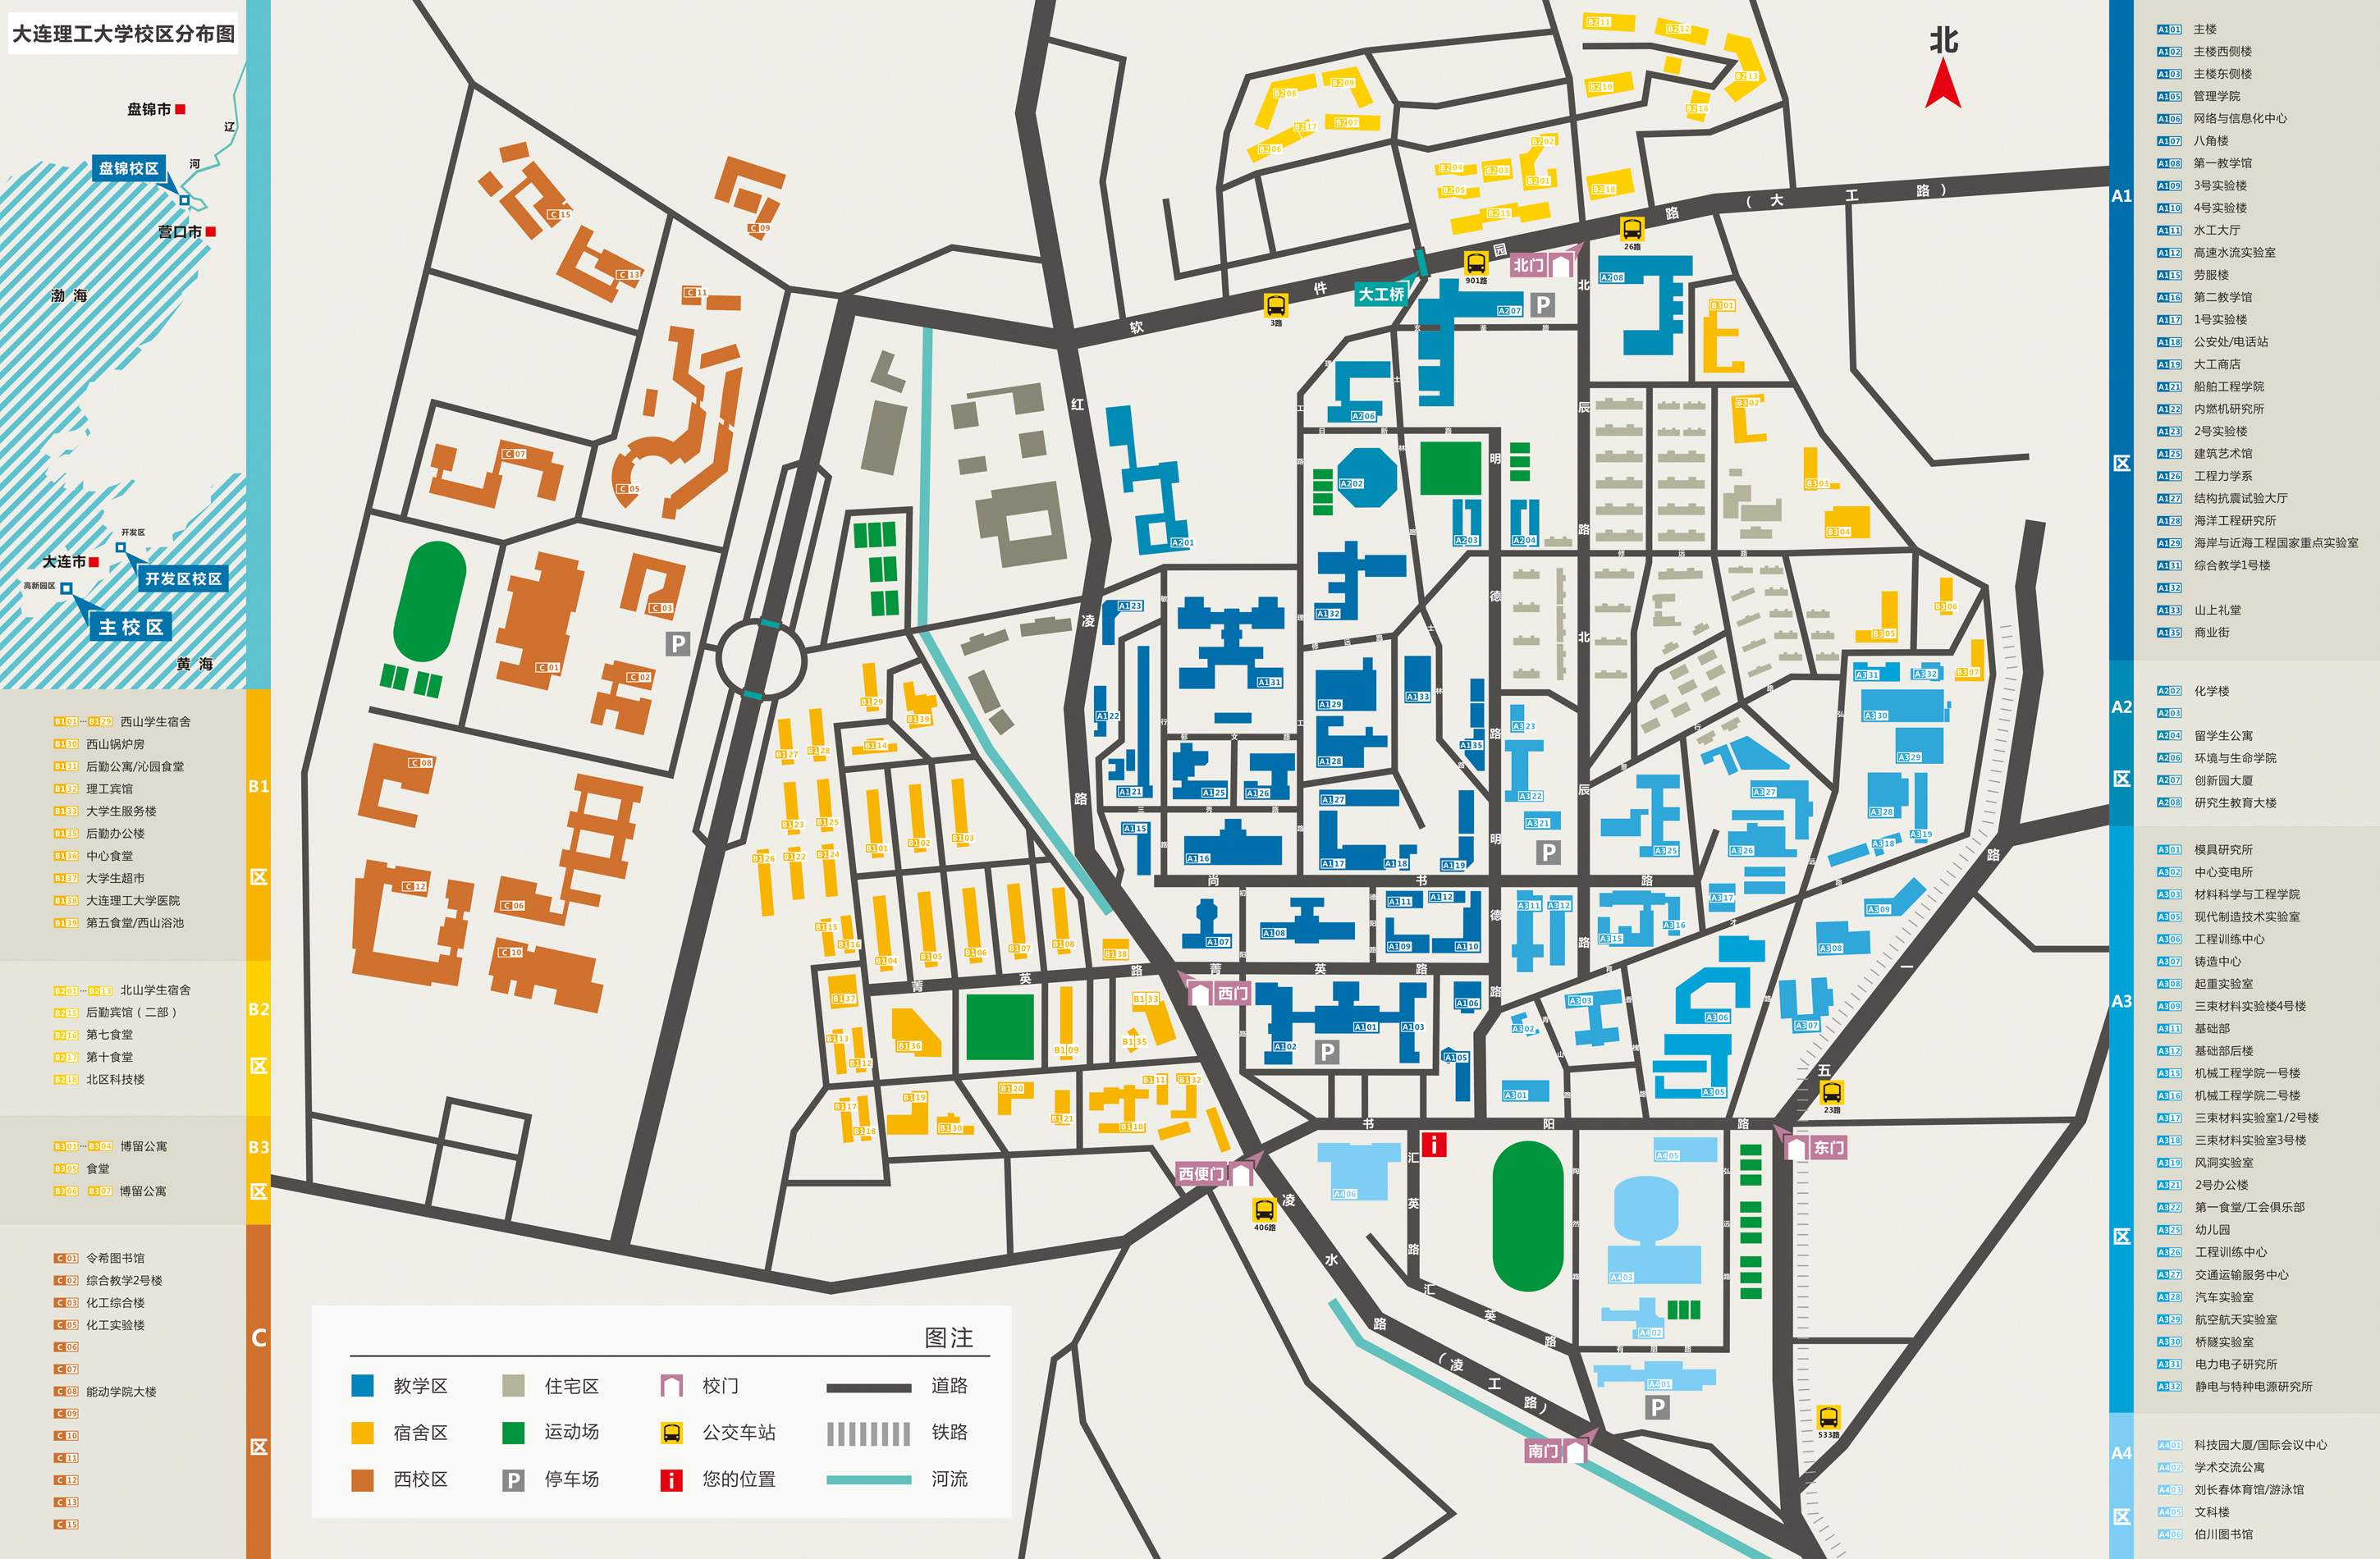 大连理工大学校区分布图
盘锦市
辽
河
盘锦校区
营口市
渤 海
开发区
大连市
开发区校区
高新园区
主校区
黄 海
B1区
B101···B129 西山学生宿舍
B130 西山锅炉房
B131 后勤公寓/沁园食堂
B132 理工宾馆
B133 大学生服务楼
B135 后勤办公楼
B136 中心食堂
B137 大学生超市
B138 大连理工大学医院
B139 第五食堂/西山浴池
B2区
B201···B213 北山学生宿舍
B215 后勤宾馆（二部）
B216 第七食堂
B217 第十食堂
B218 北区科技楼
B3区
B301···B304 博留公寓
B305 食堂
B306 B307 博留公寓
C区
C01 令希图书馆
C02 综合教学2号楼
C03 化工综合楼
C05 化工实验楼
C06
C07
C08 能动学院大楼
C09
C10
C11
C12
C13
C15
北
C15
C13
C09
C11
C07
C05
C03
C01
C02
C08
C12
C06
C10
P
B211
B212
B213
B210
B216
B208
B209
B217
B207
B206
B202
B204
B203
B201
B205
B218
B215
软件园路（大工路）
26路
901路
3路
北门
大工桥
P
A208
A207
A206
A202
A203
A204
A201
B301
B302
B303
B304
B305
B306
B307
红凌路
北辰路
明德路
A132
A123
A131
A122
A129
A133
A128
A135
A121
A125
A126
A127
A115
A116
A117
A118
A119
A323
A322
A321
P
A325
A326
A327
A331
A332
A330
A329
A328
A319
A318
A317
尚书路
A107
A108
A111
A112
A109
A110
A311
A312
A315
A316
A309
A308
菁英路
西门
A101
A102
A103
A106
A105
P
A302
A303
A306
A307
A305
A301
五一路
23路
书阳路
东门
i
汇英路
A406
A405
A403
A402
A401
P
西便门
406路
凌水路（凌工路）
南门
533路
B129
B139
B127
B128
B114
B123
B125
B101
B102
B103
B126
B122
B124
B115
B116
B104
B105
B106
B107
B108
B138
菁英路
B137
B136
B109
B133
B135
B113
B112
B117
B118
B119
B130
B120
B121
B111
B132
B110
图注
教学区
住宅区
校门
道路
宿舍区
运动场
公交车站
铁路
西校区
P 停车场
i 您的位置
河流
A1区
A101 主楼
A102 主楼西侧楼
A103 主楼东侧楼
A105 管理学院
A106 网络与信息化中心
A107 八角楼
A108 第一教学馆
A109 3号实验楼
A110 4号实验楼
A111 水工大厅
A112 高速水流实验室
A115 劳服楼
A116 第二教学馆
A117 1号实验楼
A118 公安处/电话站
A119 大工商店
A121 船舶工程学院
A122 内燃机研究所
A123 2号实验楼
A125 建筑艺术馆
A126 工程力学系
A127 结构抗震试验大厅
A128 海洋工程研究所
A129 海岸与近海工程国家重点实验室
A131 综合教学1号楼
A132
A133 山上礼堂
A135 商业街
A2区
A202 化学楼
A203
A204 留学生公寓
A206 环境与生命学院
A207 创新园大厦
A208 研究生教育大楼
A3区
A301 模具研究所
A302 中心变电所
A303 材料科学与工程学院
A305 现代制造技术实验室
A306 工程训练中心
A307 铸造中心
A308 起重实验室
A309 三束材料实验楼4号楼
A311 基础部
A312 基础部后楼
A315 机械工程学院一号楼
A316 机械工程学院二号楼
A317 三束材料实验室1/2号楼
A318 三束材料实验室3号楼
A319 风洞实验室
A321 2号办公楼
A322 第一食堂/工会俱乐部
A325 幼儿园
A326 工程训练中心
A327 交通运输服务中心
A328 汽车实验室
A329 航空航天实验室
A330 桥隧实验室
A331 电力电子研究所
A332 静电与特种电源研究所
A4区
A401 科技园大厦/国际会议中心
A402 学术交流公寓
A403 刘长春体育馆/游泳馆
A405 文科楼
A406 伯川图书馆